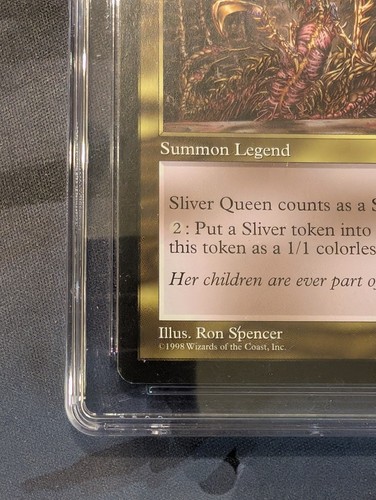 Summon Legend
Sliver Queen counts as a S
2: Put a Sliver token into
this token as a 1/1 colorles
Her children are ever part o
Illus. Ron Spencer
©1998 Wizards of the Coast, Inc.